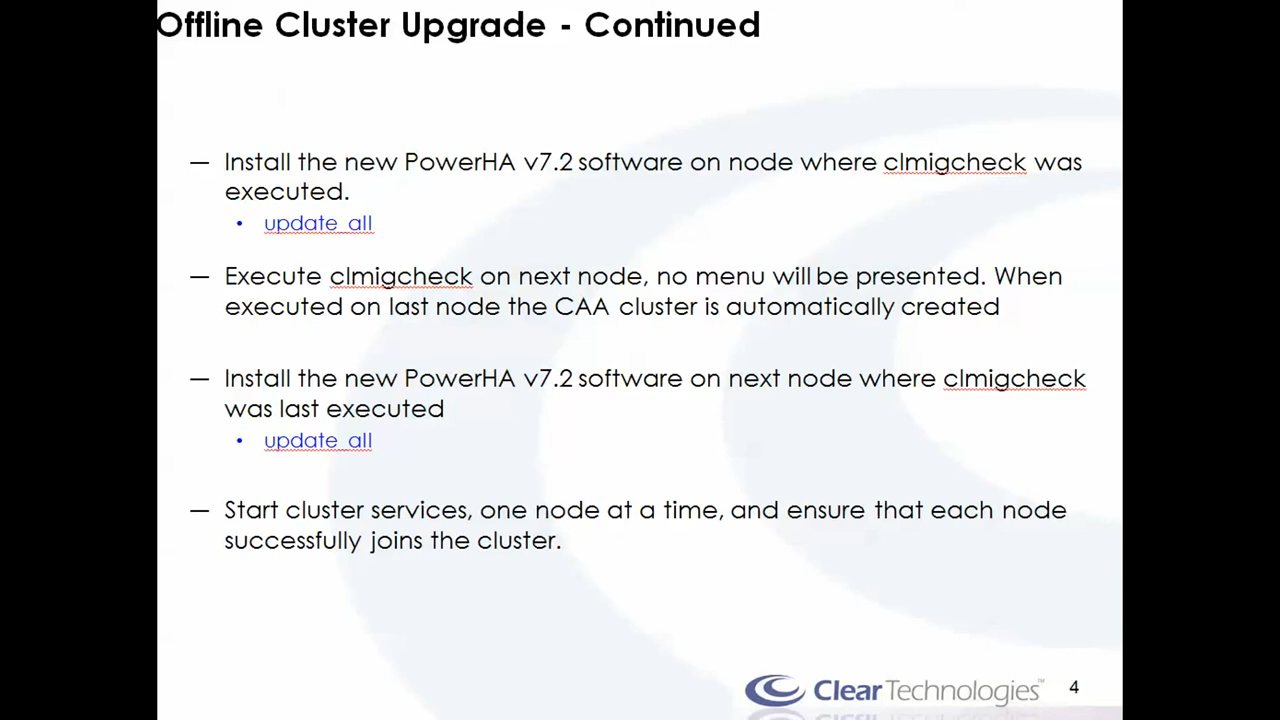 Offline Cluster Upgrade - Continued
— Install the new PowerHA v7.2 software on node where clmigcheck was
executed.
• update_all
— Execute clmigcheck on next node, no menu will be presented. When
executed on last node the CAA cluster is automatically created
— Install the new PowerHA v7.2 software on next node where clmigcheck
was last executed
• update_all
— Start cluster services, one node at a time, and ensure that each node
successfully joins the cluster.
Clear Technologies™ 4